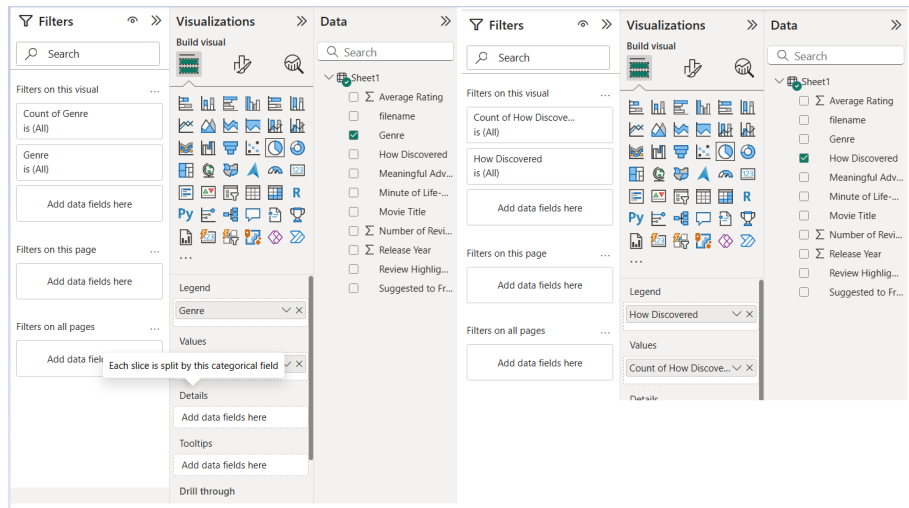 Filters
Search
Filters on this visual
...
Count of Genre
is (All)
Genre
is (All)
Add data fields here
Filters on this page
...
Add data fields here
Filters on all pages
...
Add data fie
Visualizations
Build visual
123
R
Py
...
Legend
Genre
Values
Each slice is split by this categorical field
Details
Add data fields here
Tooltips
Add data fields here
Drill through
Data
Search
Sheet1
Average Rating
filename
Genre
How Discovered
Meaningful Adv...
Minute of Life-...
Movie Title
Number of Revi...
Release Year
Review Highlig...
Suggested to Fr...
Filters
Search
Filters on this visual
...
Count of How Discove...
is (All)
How Discovered
is (All)
Add data fields here
Filters on this page
...
Add data fields here
Filters on all pages
...
Add data fields here
Visualizations
Build visual
123
R
Py
...
Legend
How Discovered
Values
Count of How Discove...
Details
Data
Search
Sheet1
Average Rating
filename
Genre
How Discovered
Meaningful Adv...
Minute of Life-...
Movie Title
Number of Revi...
Release Year
Review Highlig...
Suggested to Fr...